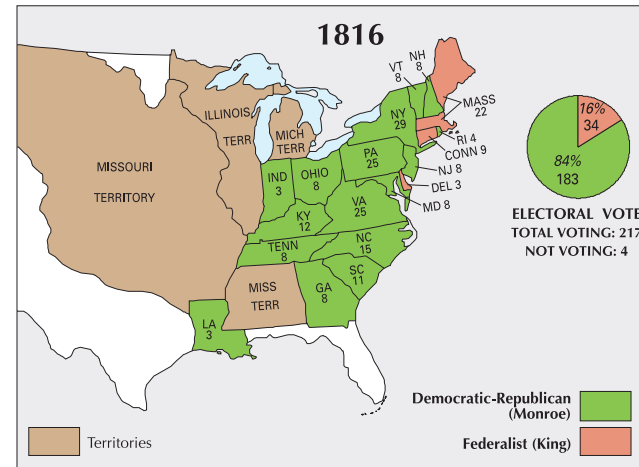 1816
VT
8
NH
8
MASS
22
NY
29
RI 4
CONN 9
NJ 8
DEL 3
MD 8
PA
25
ILLINOIS
TERR
MICH
TERR
MISSOURI
TERRITORY
IND
3
OHIO
8
VA
25
KY
12
TENN
8
NC
15
SC
11
MISS
TERR
GA
8
LA
3
16%
34
84%
183
ELECTORAL VOTE
TOTAL VOTING: 217
NOT VOTING: 4
Democratic-Republican
(Monroe)
Federalist (King)
Territories